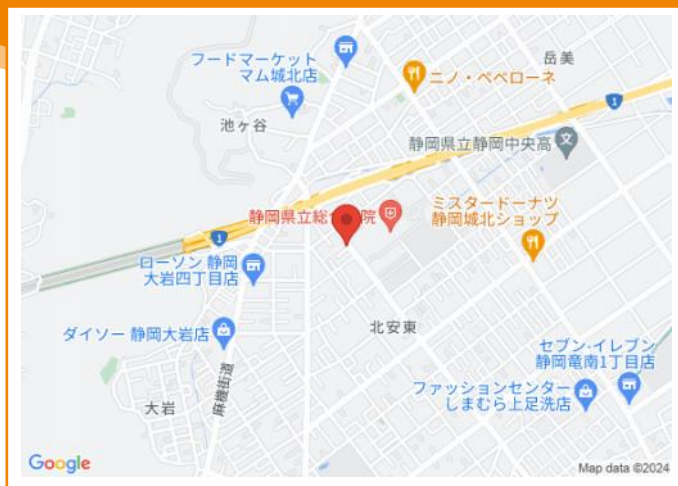 フードマーケット
マム城北店
岳美
ニノ・ペペローネ
池ヶ谷
1
静岡県立静岡中央高
文
静岡県立総
院
ミスタードーナツ
静岡城北ショップ
1
ローソン 静岡
大岩四丁目店
北安東
ダイソー 静岡大岩店
セブン-イレブン
静岡竜南1丁目店
麻機街道
大岩
ファッションセンター
しまむら上足洗店
Google
Map data ©2024